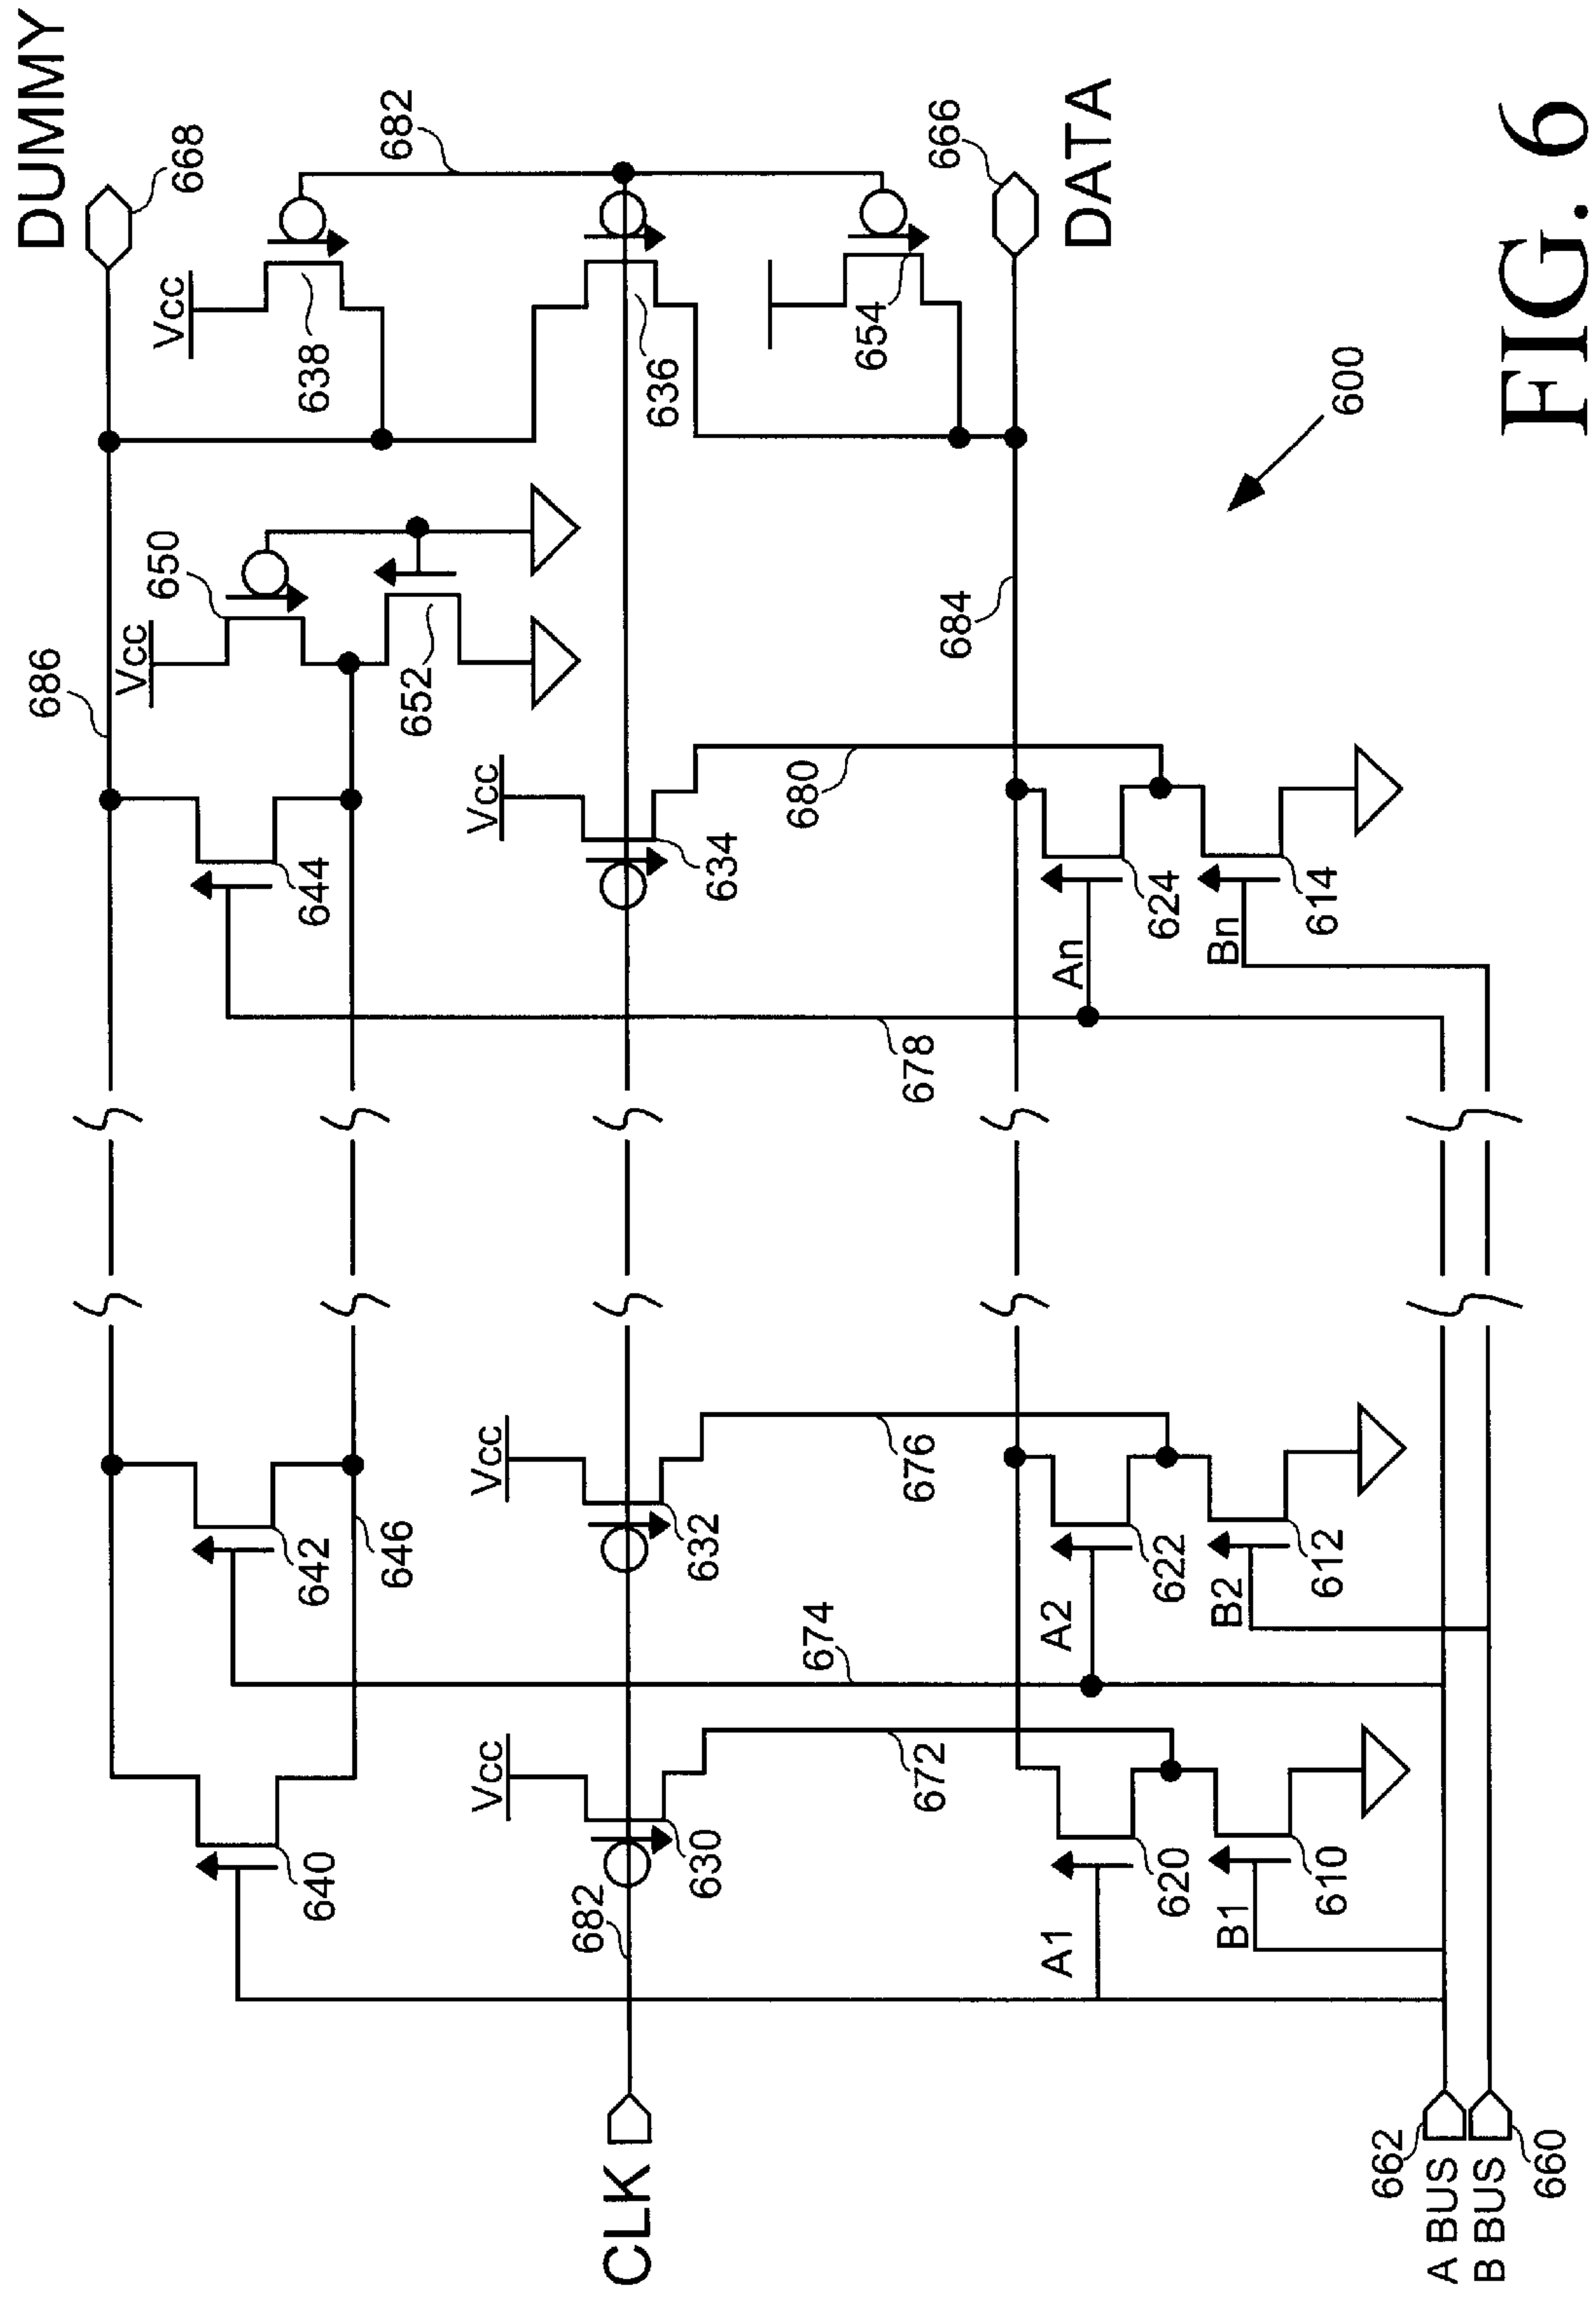 DUMMY
668
682
Vcc
638
636
654
666
DATA
686
Vcc
650
652
684
600
644
Vcc
634
680
An
624
Bn
614
678
642
646
Vcc
632
676
674
A2
622
B2
612
640
Vcc
630
682
672
A1
620
B1
610
CLK
662
A BUS
B BUS
660
FIG. 6